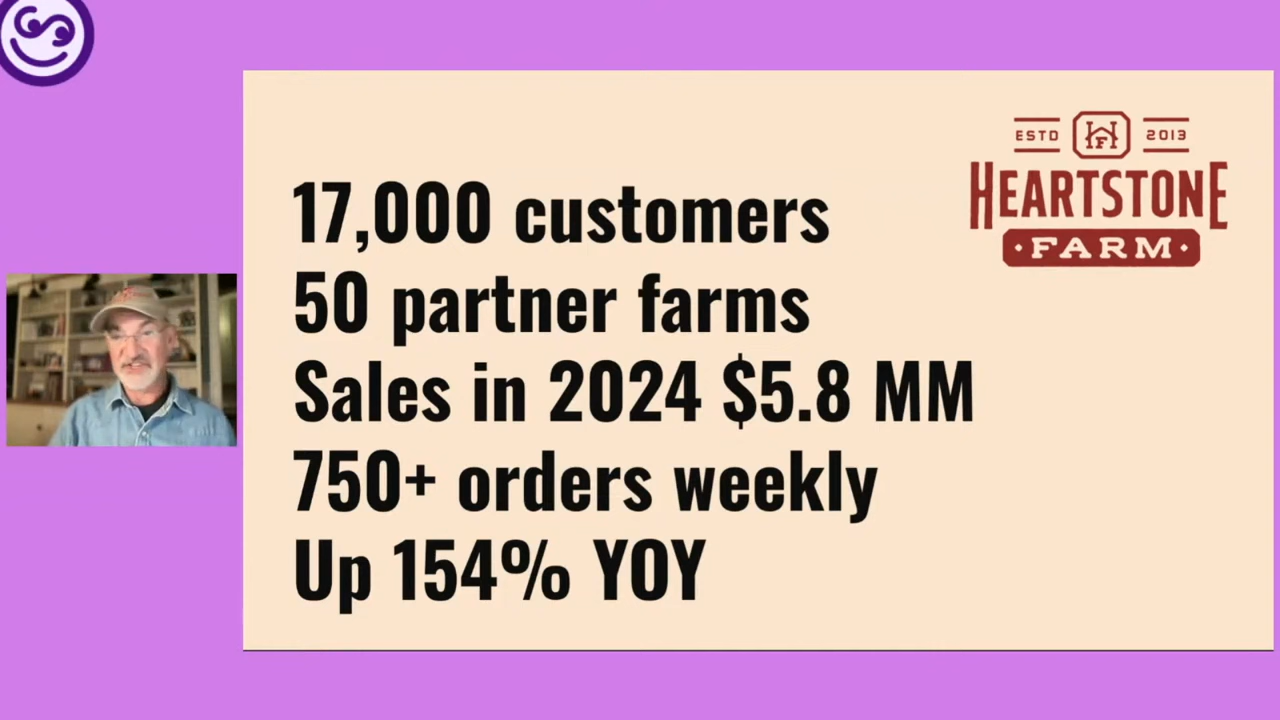 ESTD HF 2013
HEARTSTONE
FARM
17,000 customers
50 partner farms
Sales in 2024 $5.8 MM
750+ orders weekly
Up 154% YOY